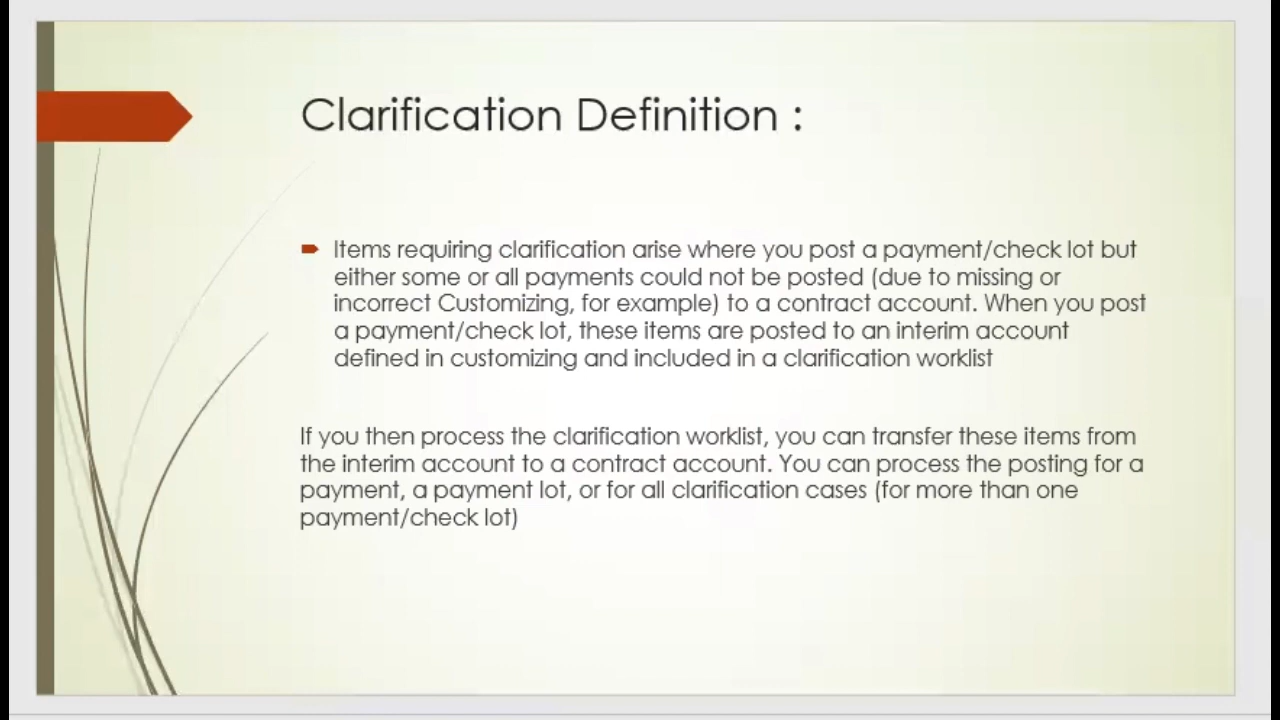 Clarification Definition :
Items requiring clarification arise where you post a payment/check lot but
either some or all payments could not be posted (due to missing or
incorrect Customizing, for example) to a contract account. When you post
a payment/check lot, these items are posted to an interim account
defined in customizing and included in a clarification worklist
If you then process the clarification worklist, you can transfer these items from
the interim account to a contract account. You can process the posting for a
payment, a payment lot, or for all clarification cases (for more than one
payment/check lot)